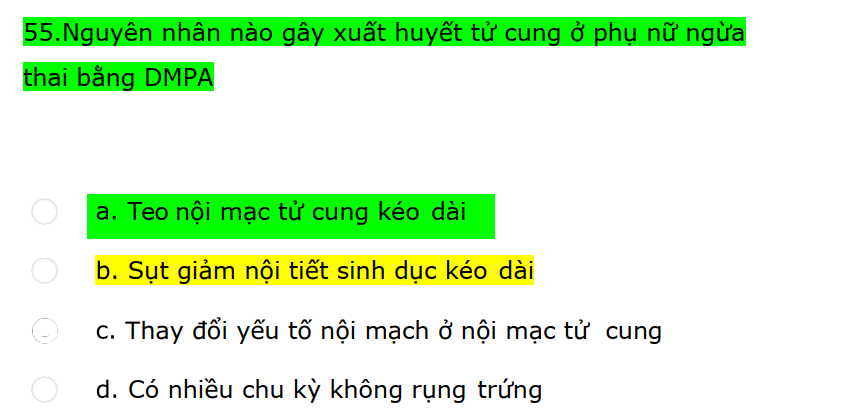 55.Nguyên nhân nào gây xuất huyết tử cung ở phụ nữ ngừa
thai bằng DMPA
a. Teo nội mạc tử cung kéo dài
b. Sụt giảm nội tiết sinh dục kéo dài
c. Thay đổi yếu tố nội mạch ở nội mạc tử cung
d. Có nhiều chu kỳ không rụng trứng